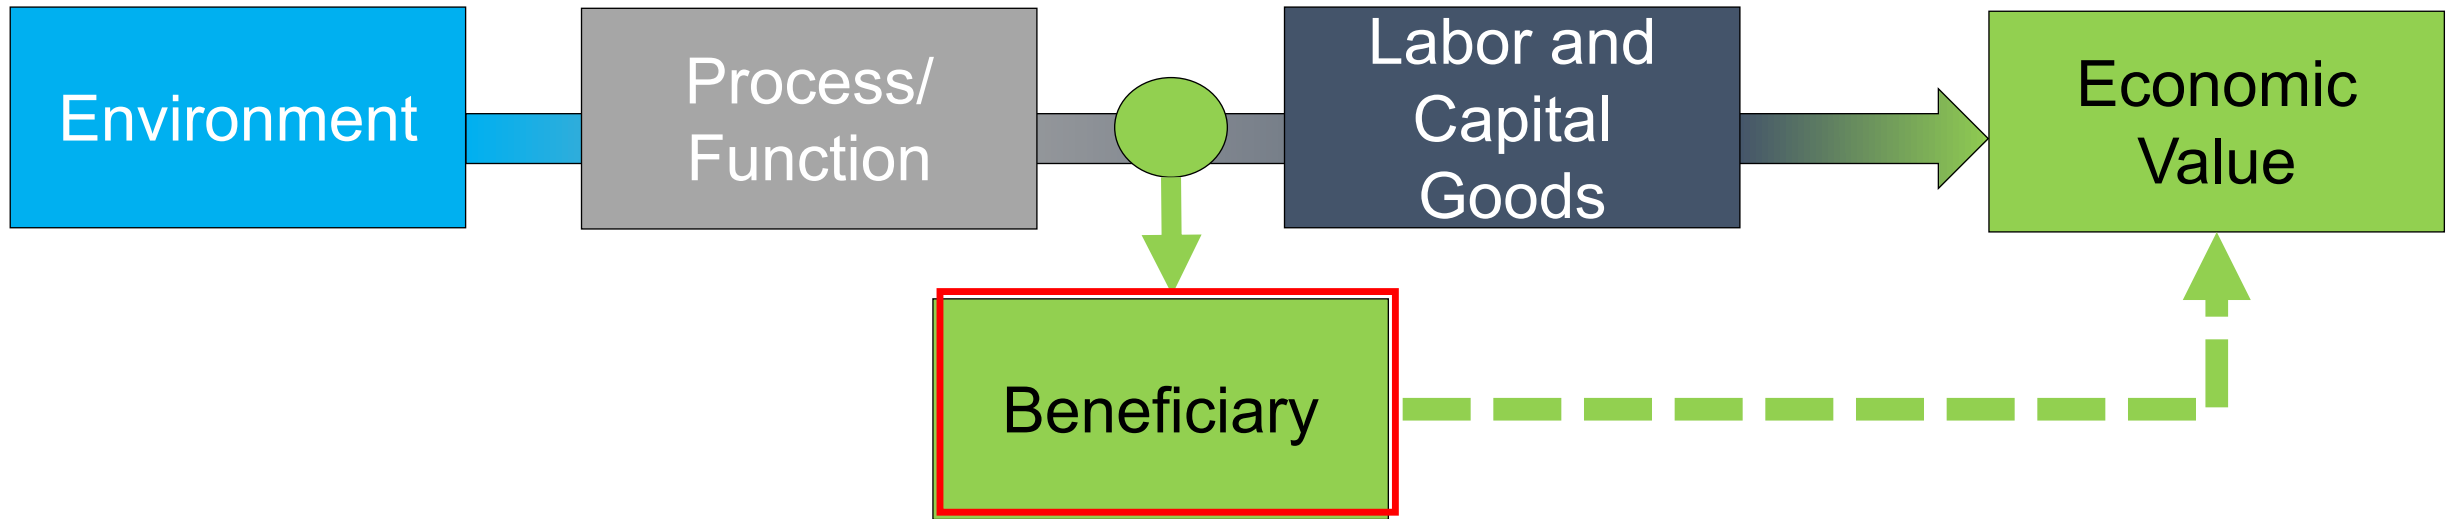 Environment
Process/
Function
Labor and
Capital
Goods
Economic
Value
Beneficiary